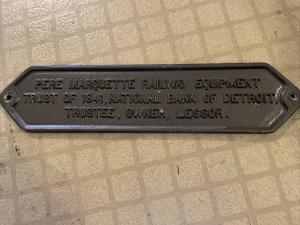 PERE MARQUETTE RAILWAY EQUIPMENT
TRUST OF 1941, NATIONAL BANK OF DETROIT,
TRUSTEE, OWNER, LESSOR.